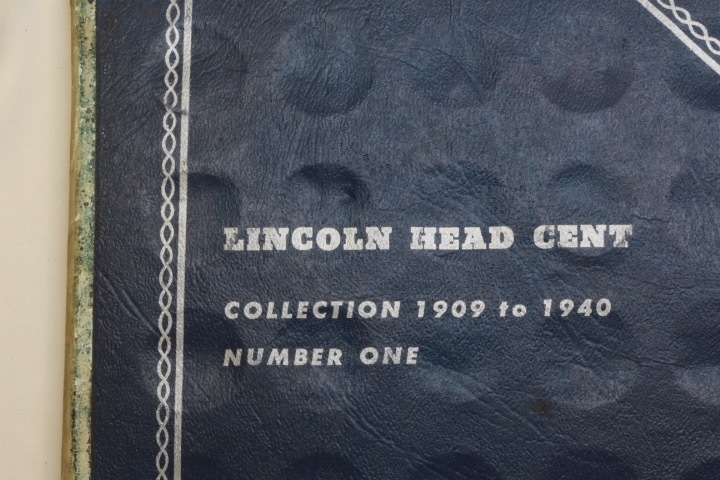 LINCOLN HEAD CENT
COLLECTION 1909 to 1940
NUMBER ONE